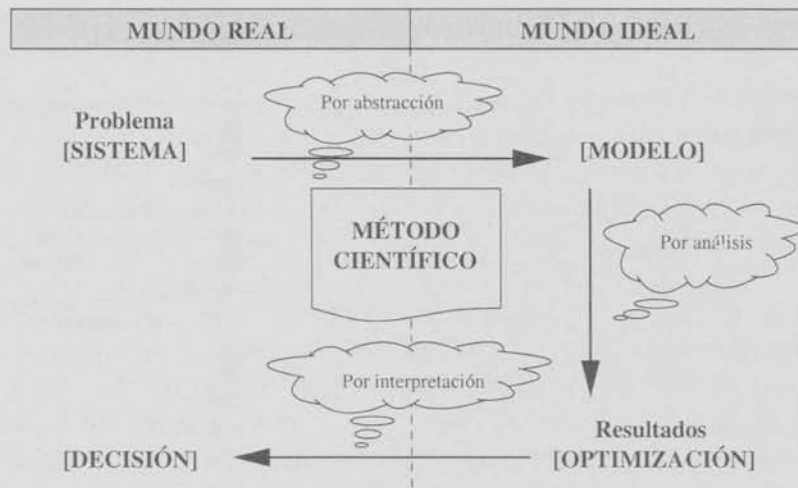 MUNDO REAL
MUNDO IDEAL
Por abstracción
Problema
[SISTEMA]
[MODELO]
MÉTODO
CIENTÍFICO
Por análisis
Por interpretación
Resultados
[DECISIÓN]
[OPTIMIZACIÓN]